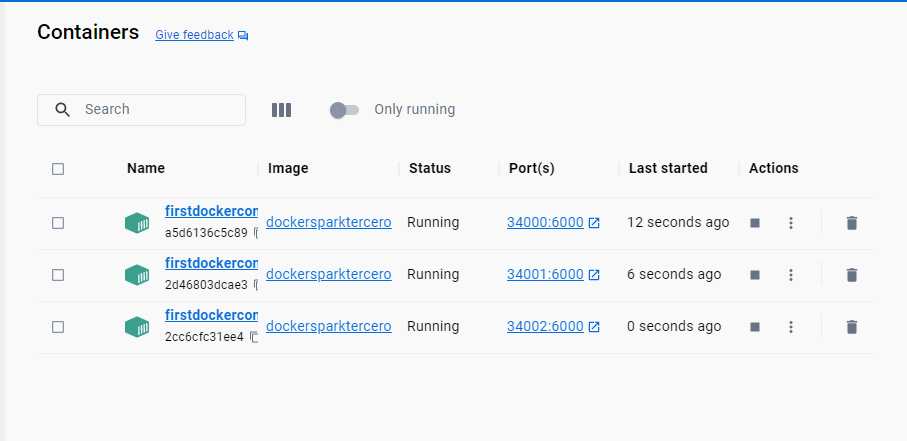 Containers Give feedback
Search Only running
Name Image Status Port(s) Last started Actions
firstdockercon
a5d6136c5c89
dockersparktercero Running 34000:6000 12 seconds ago
firstdockercon
2d46803dcae3
dockersparktercero Running 34001:6000 6 seconds ago
firstdockercon
2cc6cfc31ee4
dockersparktercero Running 34002:6000 0 seconds ago